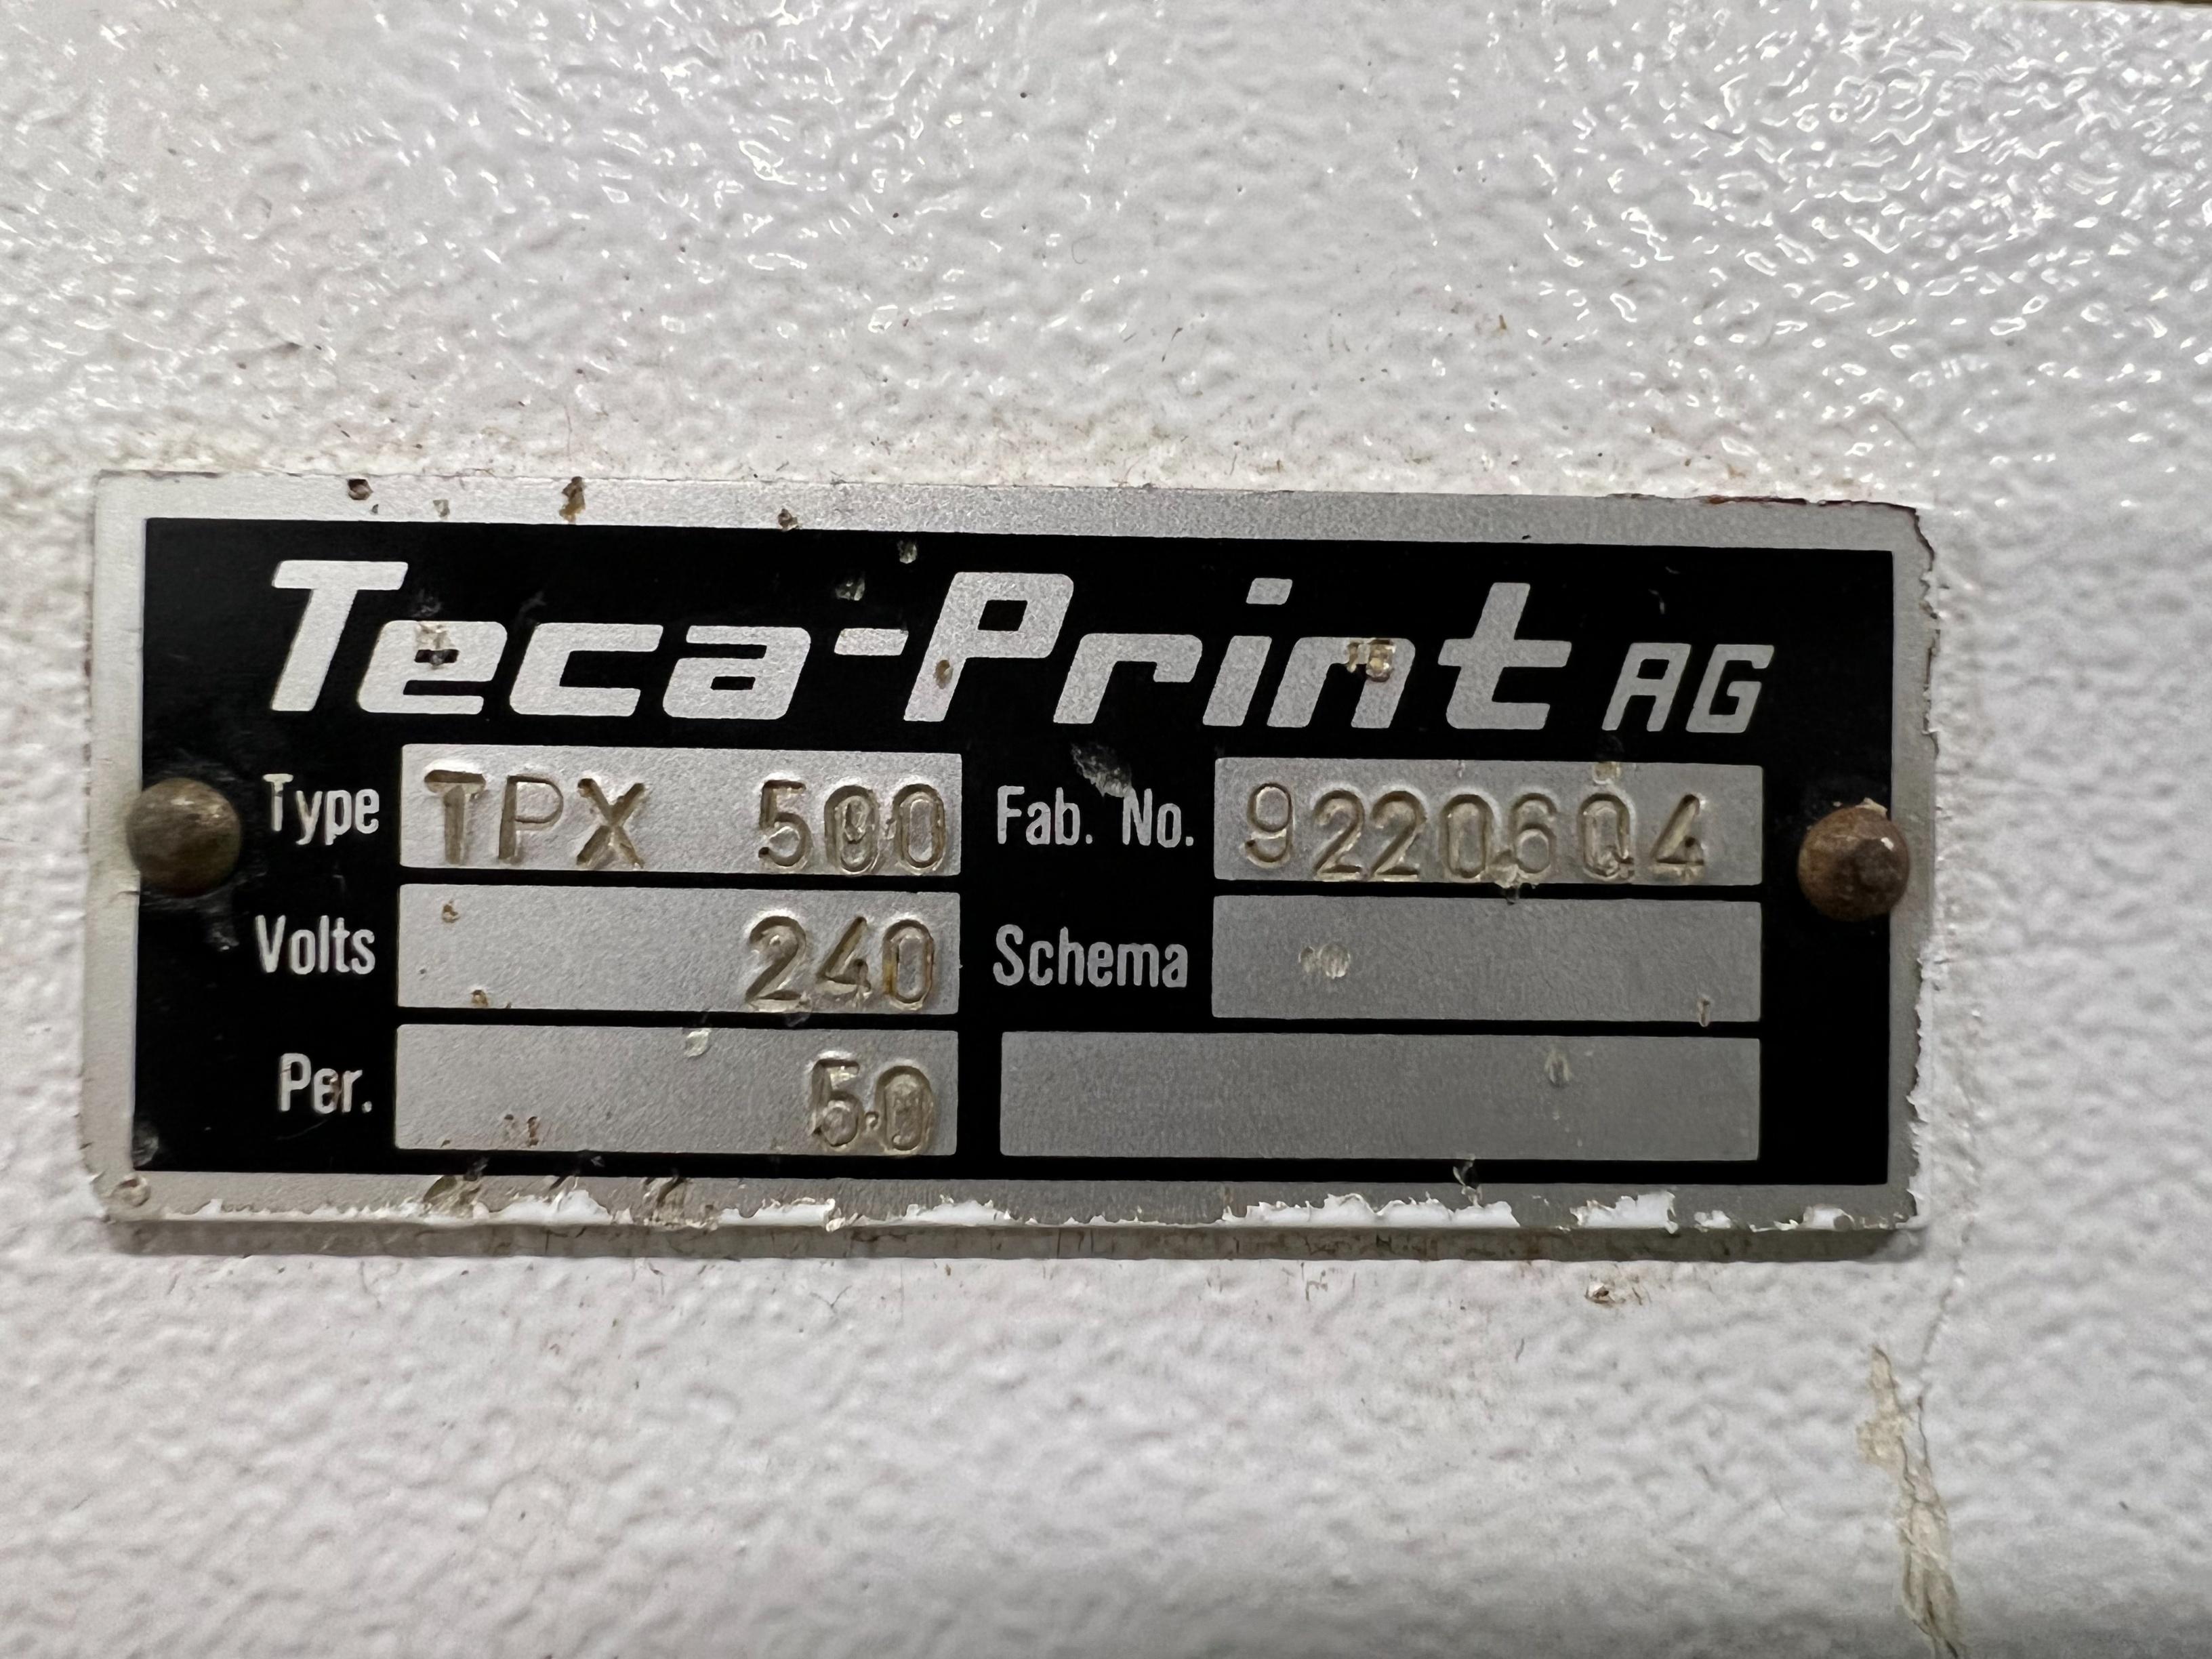 Teca-Print AG
Type TPX 500 Fab. No. 9220604
Volts 240 Schema
Per. 50